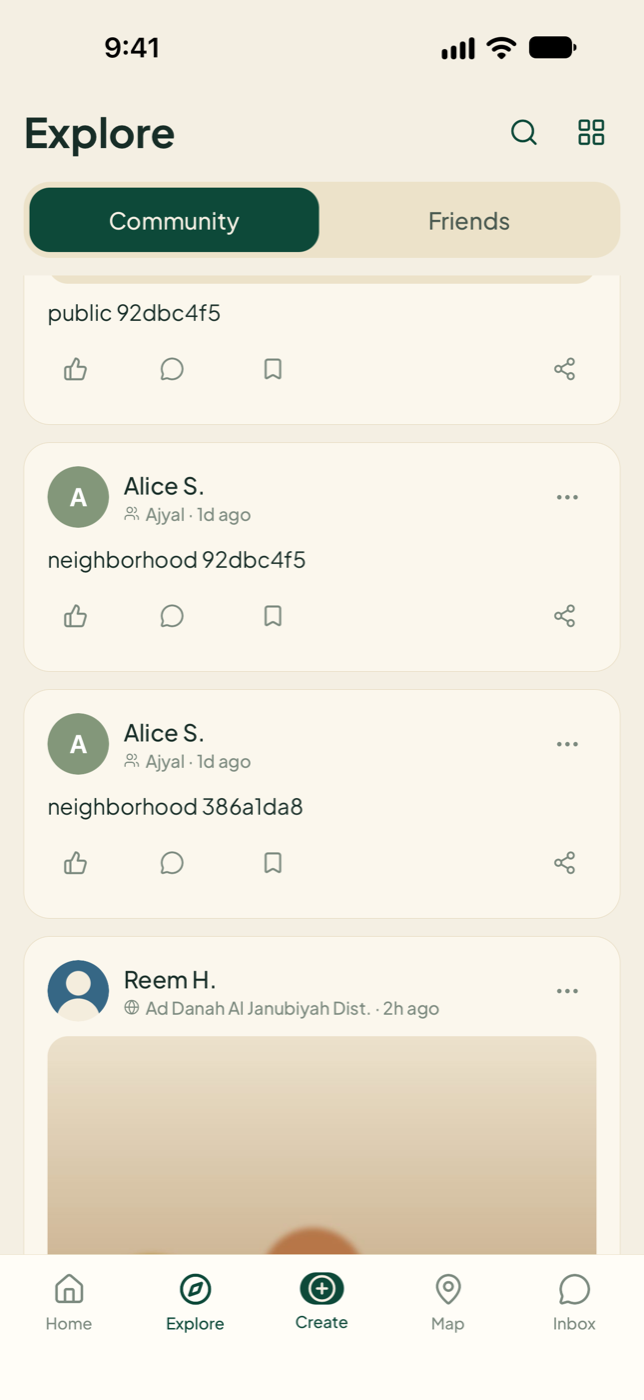 9:41
Explore
Community Friends
public 92dbc4f5
A
Alice S.
Ajyal · 1d ago
neighborhood 92dbc4f5
A
Alice S.
Ajyal · 1d ago
neighborhood 386a1da8
Reem H.
Ad Danah Al Janubiyah Dist. · 2h ago
Home Explore Create Map Inbox